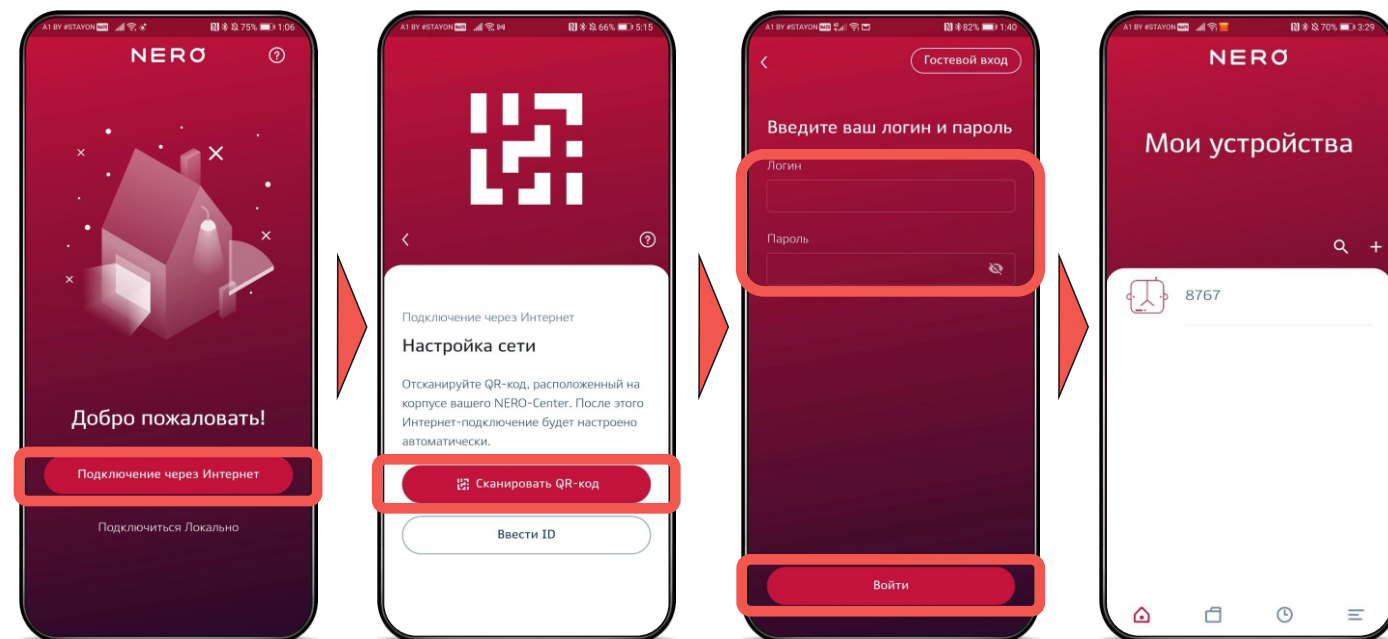 A1 BY #STAYON 75% 1:06
NERO
?
Добро пожаловать!
Подключение через Интернет
Подключиться Локально
A1 BY #STAYON 66% 5:15
?
Подключение через Интернет
Настройка сети
Отсканируйте QR-код, расположенный на
корпусе вашего NERO-Center. После этого
Интернет-подключение будет настроено
автоматически.
Сканировать QR-код
Ввести ID
A1 BY #STAYON 82% 1:40
Гостевой вход
Введите ваш логин и пароль
Логин
Пароль
Войти
A1 BY #STAYON 70% 3:29
NERO
Мои устройства
8767